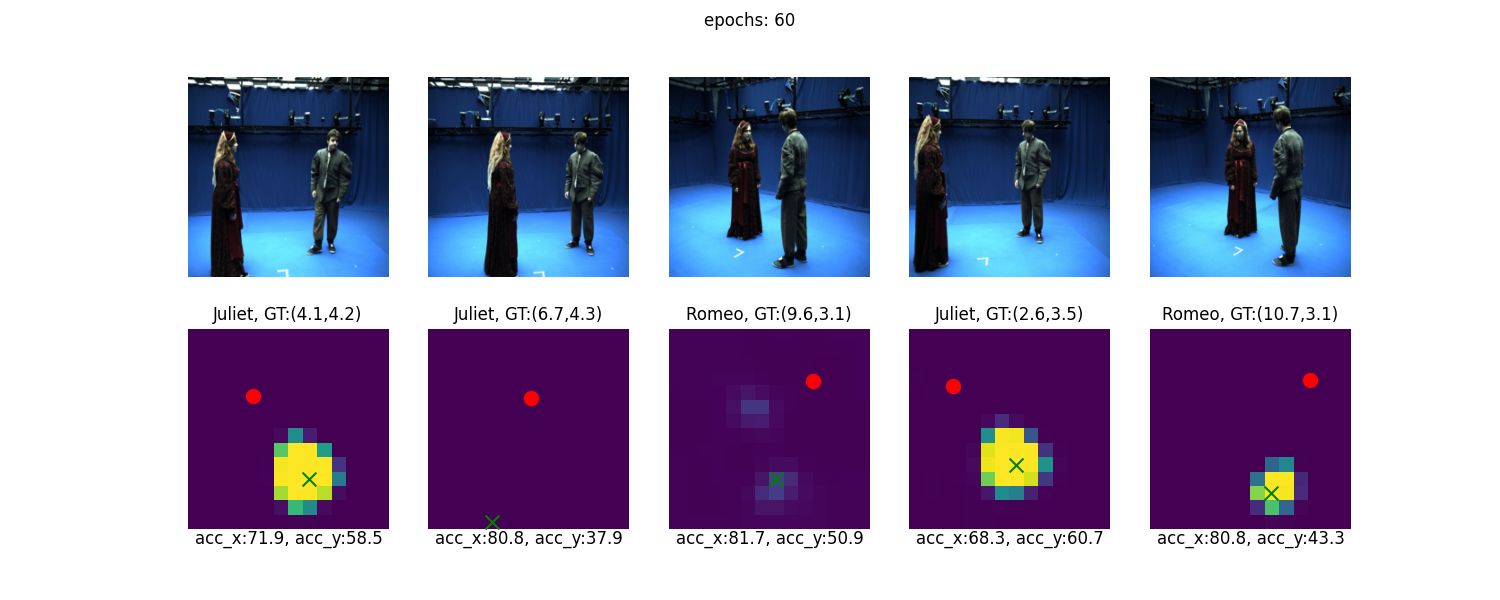 epochs: 60
Juliet, GT:(4.1,4.2)
Juliet, GT:(6.7,4.3)
Romeo, GT:(9.6,3.1)
Juliet, GT:(2.6,3.5)
Romeo, GT:(10.7,3.1)
acc_x:71.9, acc_y:58.5
acc_x:80.8, acc_y:37.9
acc_x:81.7, acc_y:50.9
acc_x:68.3, acc_y:60.7
acc_x:80.8, acc_y:43.3